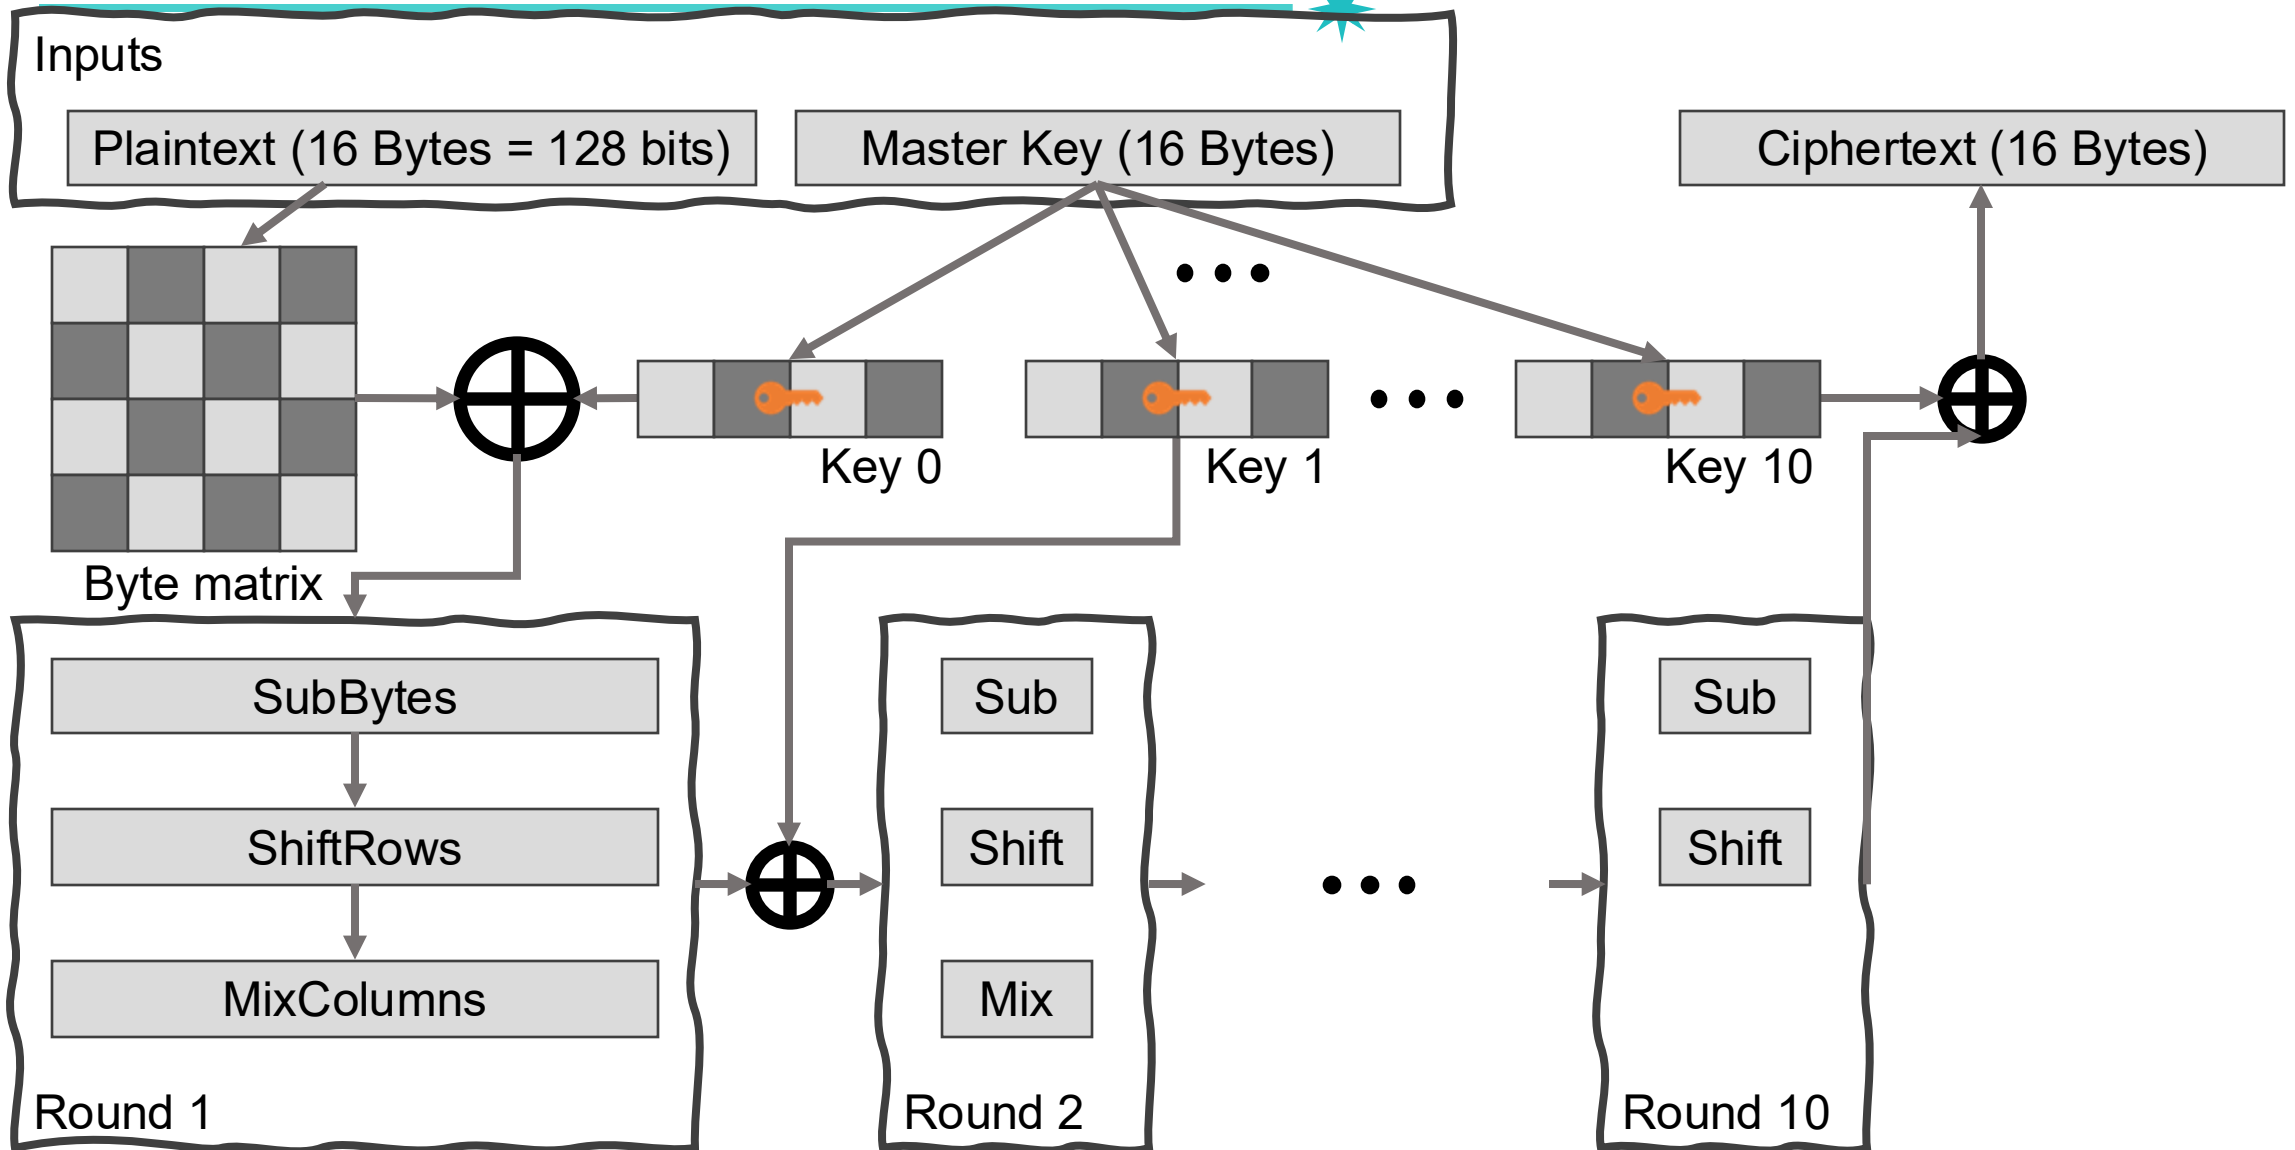 Inputs
Plaintext (16 Bytes = 128 bits)
Master Key (16 Bytes)
Ciphertext (16 Bytes)
Key 0
Key 1
Key 10
Byte matrix
SubBytes
ShiftRows
MixColumns
Round 1
Sub
Shift
Mix
Round 2
Sub
Shift
Round 10